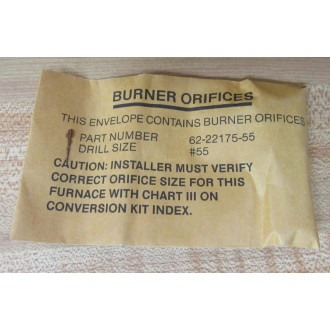 BURNER ORIFICES
THIS ENVELOPE CONTAINS BURNER ORIFICES
PART NUMBER 62-22175-55
DRILL SIZE #55
CAUTION: INSTALLER MUST VERIFY
CORRECT ORIFICE SIZE FOR THIS
FURNACE WITH CHART III ON
CONVERSION KIT INDEX.